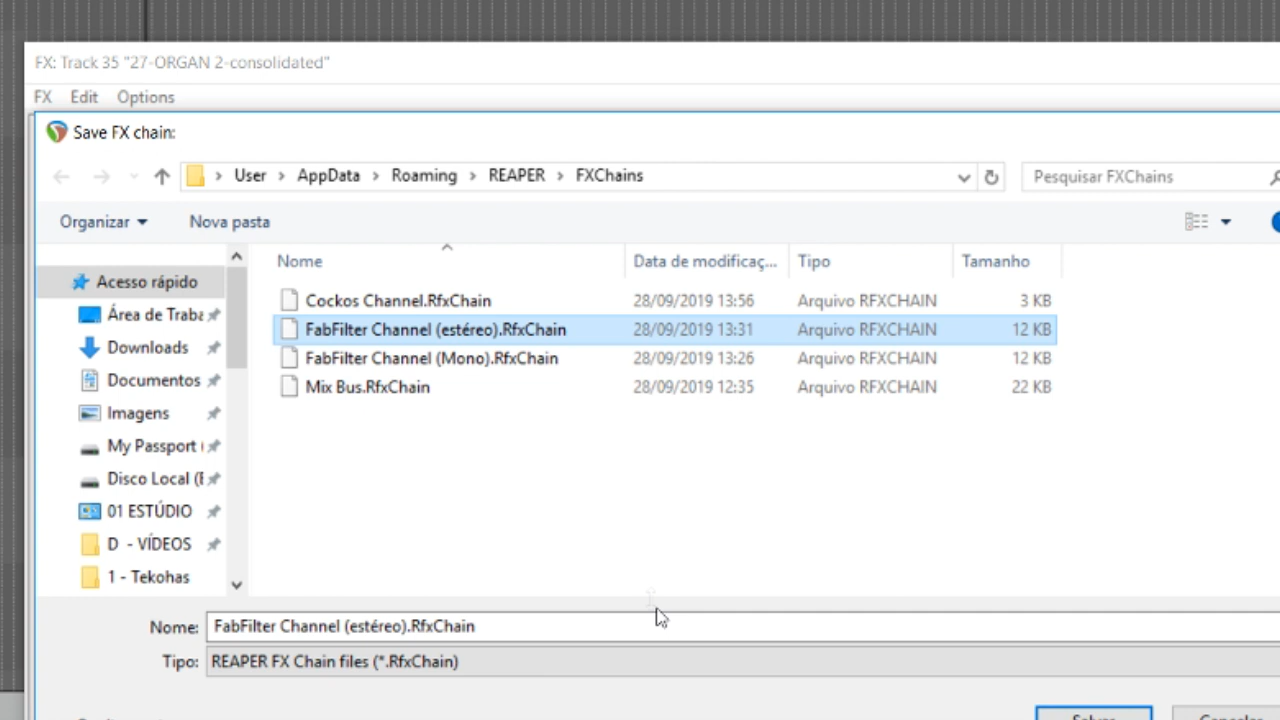 FX: Track 35 "27-ORGAN 2-consolidated"
FX Edit Options
Save FX chain:
User > AppData > Roaming > REAPER > FXChains
Pesquisar FXChains
Organizar
Nova pasta
Nome Data de modificaç... Tipo Tamanho
Acesso rápido
Área de Traba
Downloads
Documentos
Imagens
My Passport (
Disco Local (E
01 ESTÚDIO
D - VÍDEOS
1 - Tekohas
Cockos Channel.RfxChain 28/09/2019 13:56 Arquivo RFXCHAIN 3 KB
FabFilter Channel (estéreo).RfxChain 28/09/2019 13:31 Arquivo RFXCHAIN 12 KB
FabFilter Channel (Mono).RfxChain 28/09/2019 13:26 Arquivo RFXCHAIN 12 KB
Mix Bus.RfxChain 28/09/2019 12:35 Arquivo RFXCHAIN 22 KB
Nome: FabFilter Channel (estéreo).RfxChain
Tipo: REAPER FX Chain files (*.RfxChain)
Salvar Cancelar